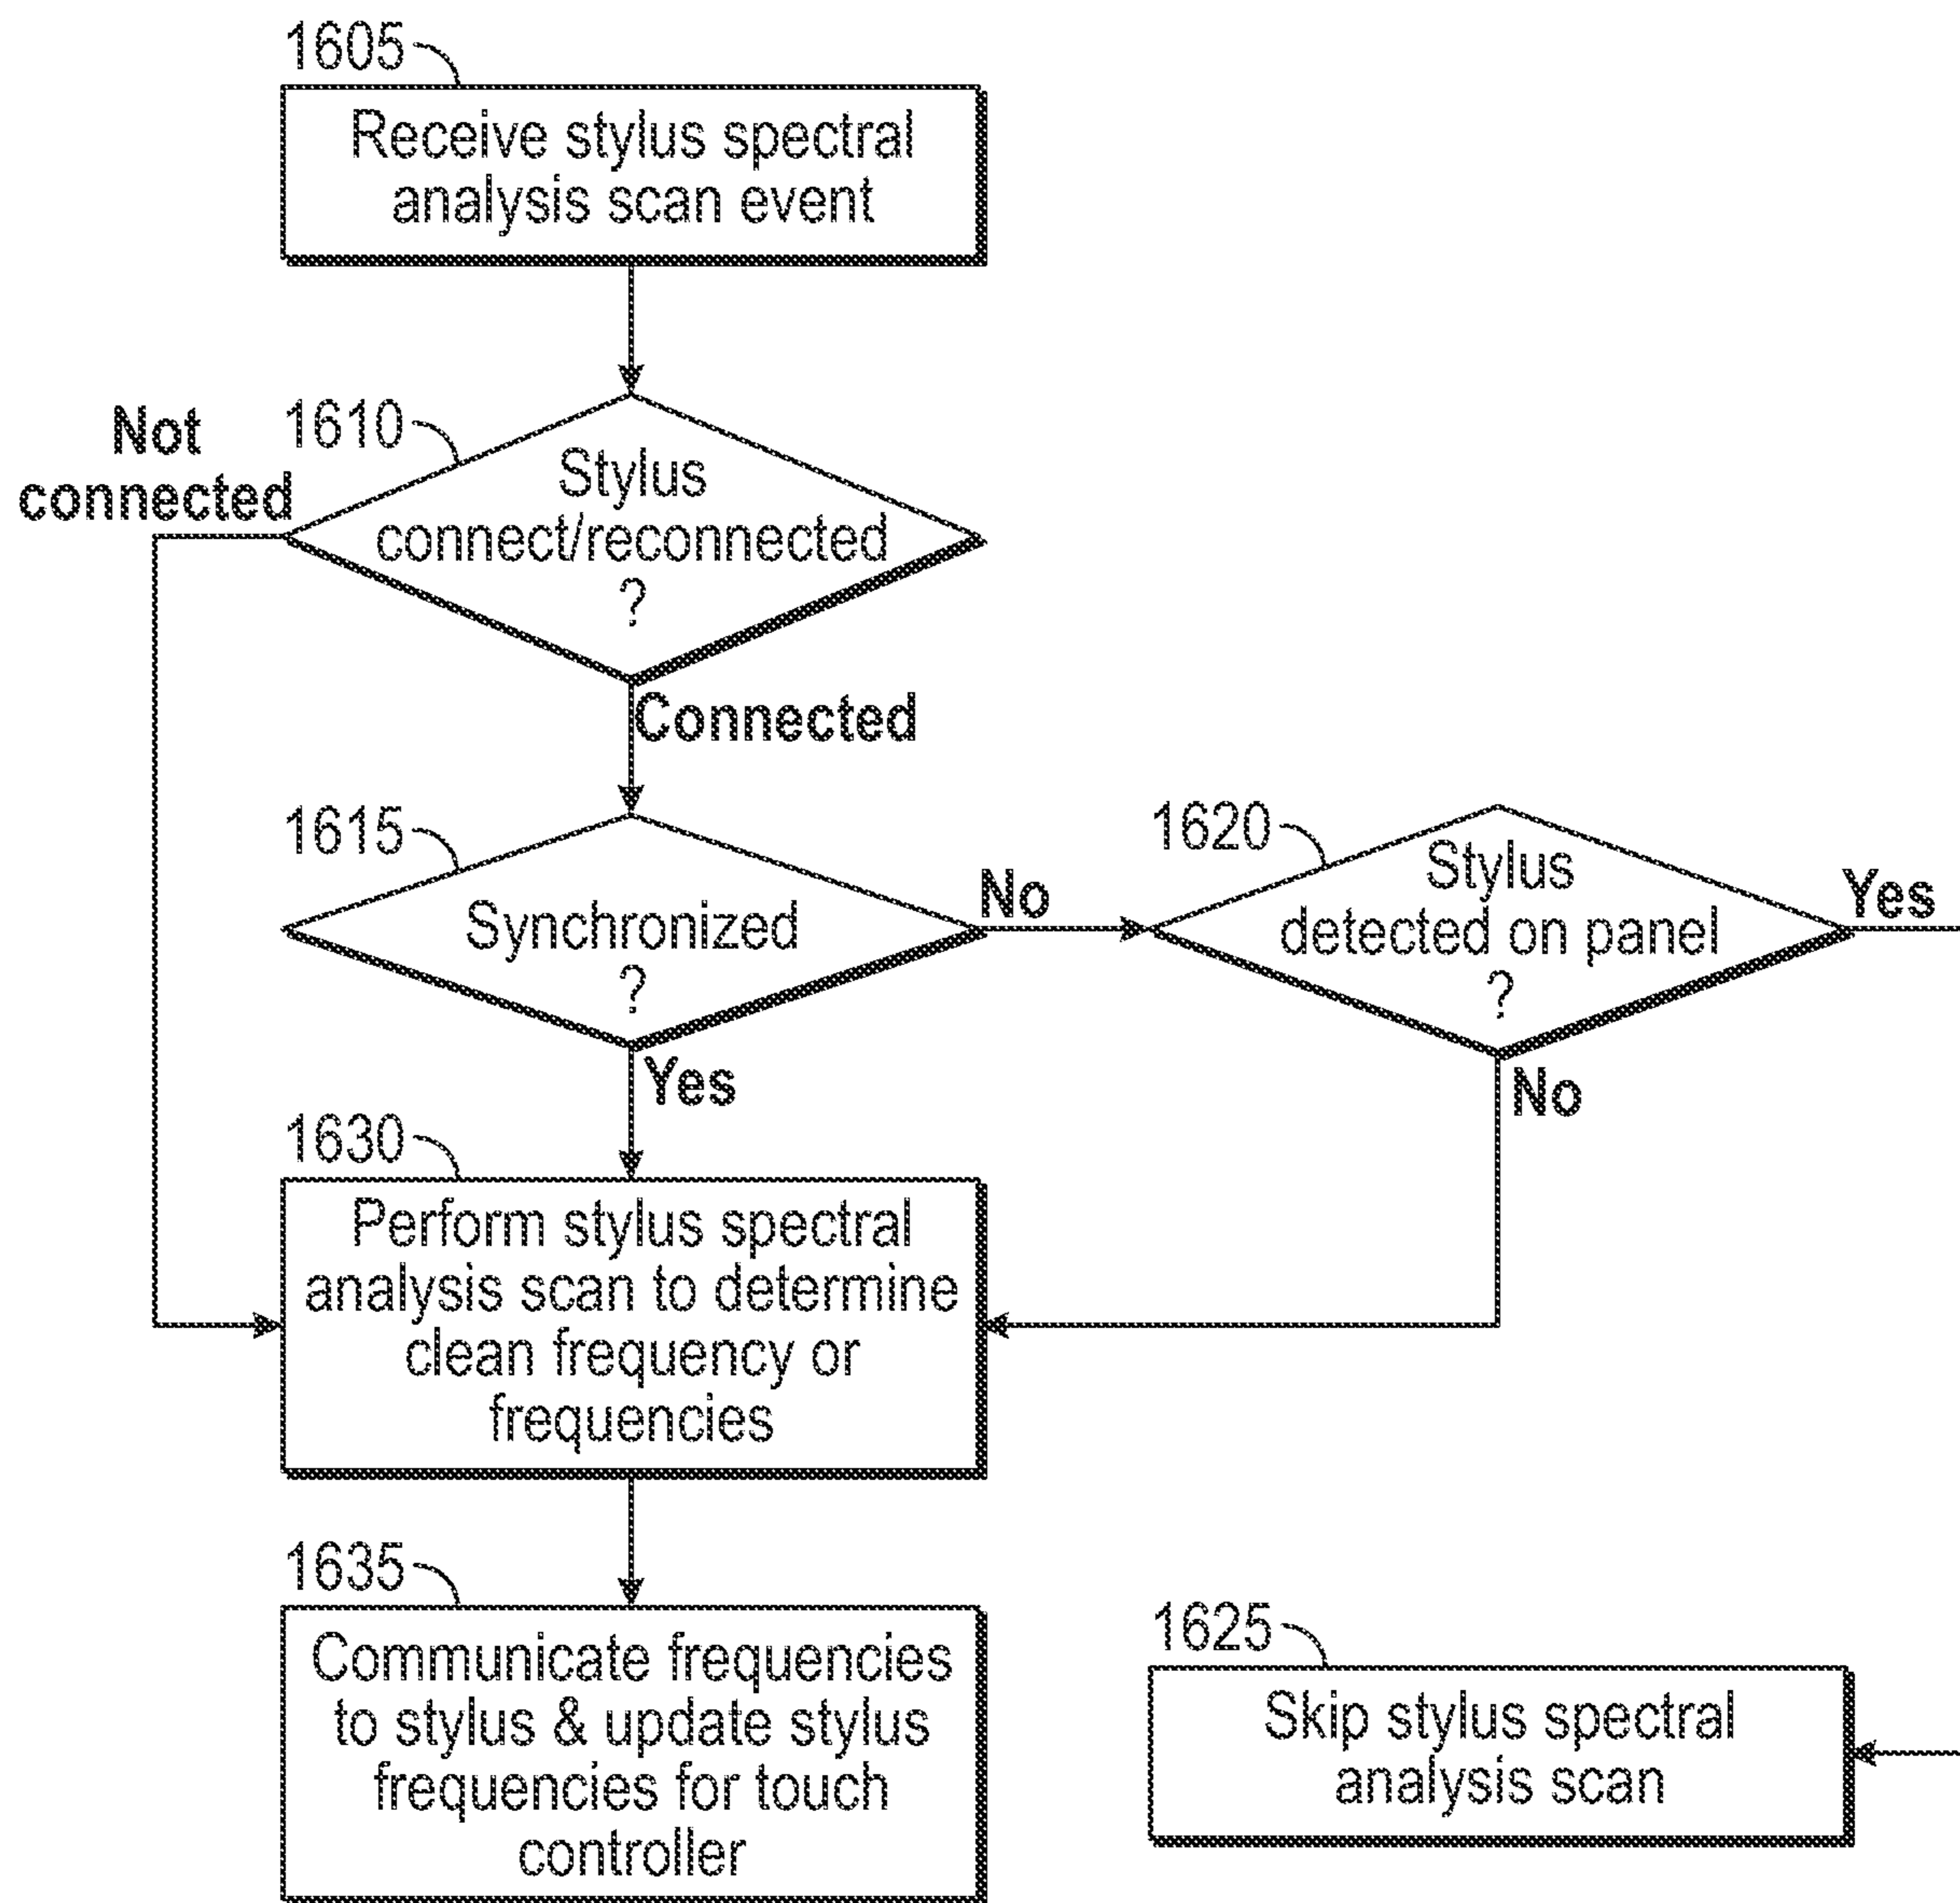 1605
Receive stylus spectral
analysis scan event
Not
connected
1610
Stylus
connect/reconnected
?
Connected
1615
Synchronized
?
No
1620
Stylus
detected on panel
?
Yes
Yes
No
1630
Perform stylus spectral
analysis scan to determine
clean frequency or
frequencies
1635
Communicate frequencies
to stylus & update stylus
frequencies for touch
controller
1625
Skip stylus spectral
analysis scan